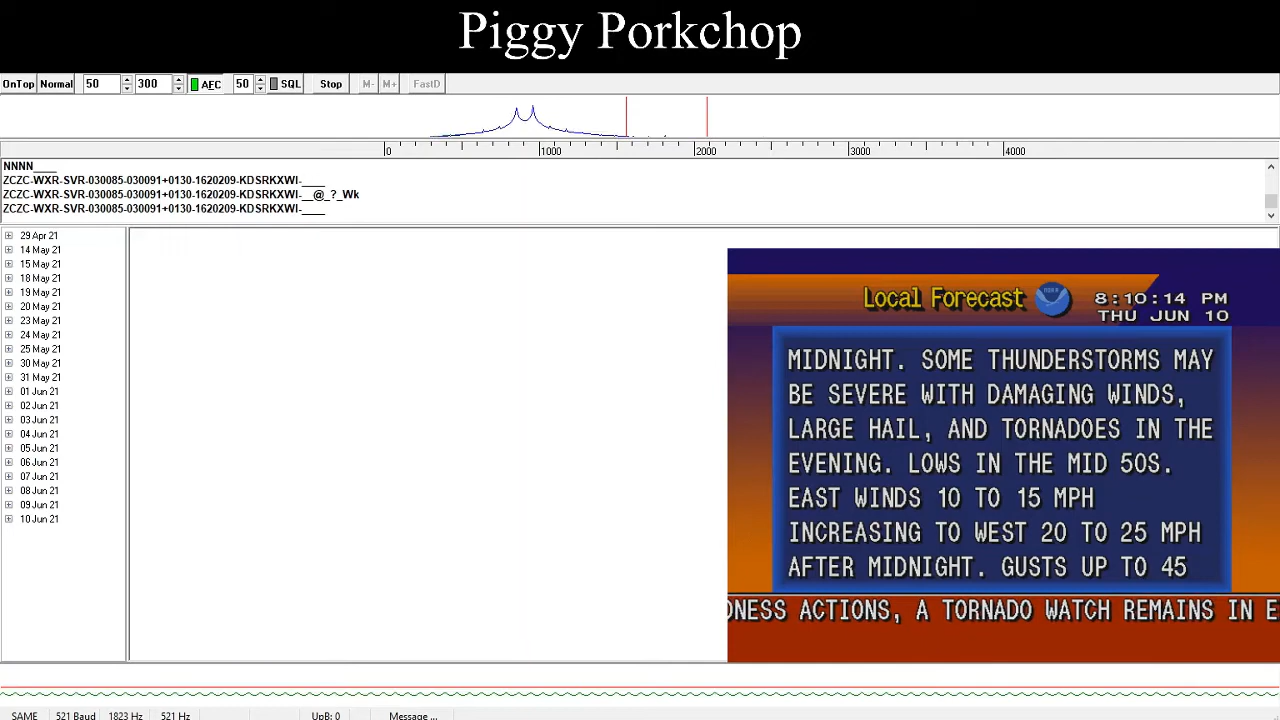 Piggy Porkchop
OnTop Normal 50 300 AFC 50 SQL Stop M- M+ FastD
0 1000 2000 3000 4000
NNNN____
ZCZC-WXR-SVR-030085-030091+0130-1620209-KDSRKXWI-____
ZCZC-WXR-SVR-030085-030091+0130-1620209-KDSRKXWI-__@_?_Wk
ZCZC-WXR-SVR-030085-030091+0130-1620209-KDSRKXWI-____
29 Apr 21
14 May 21
15 May 21
18 May 21
19 May 21
20 May 21
23 May 21
24 May 21
25 May 21
30 May 21
31 May 21
01 Jun 21
02 Jun 21
03 Jun 21
04 Jun 21
05 Jun 21
06 Jun 21
07 Jun 21
08 Jun 21
09 Jun 21
10 Jun 21
Local Forecast 8:10:14 PM
THU JUN 10
MIDNIGHT. SOME THUNDERSTORMS MAY
BE SEVERE WITH DAMAGING WINDS,
LARGE HAIL, AND TORNADOES IN THE
EVENING. LOWS IN THE MID 50S.
EAST WINDS 10 TO 15 MPH
INCREASING TO WEST 20 TO 25 MPH
AFTER MIDNIGHT. GUSTS UP TO 45
DNESS ACTIONS, A TORNADO WATCH REMAINS IN E
SAME 521 Baud 1823 Hz 521 Hz UpB: 0 Message ...